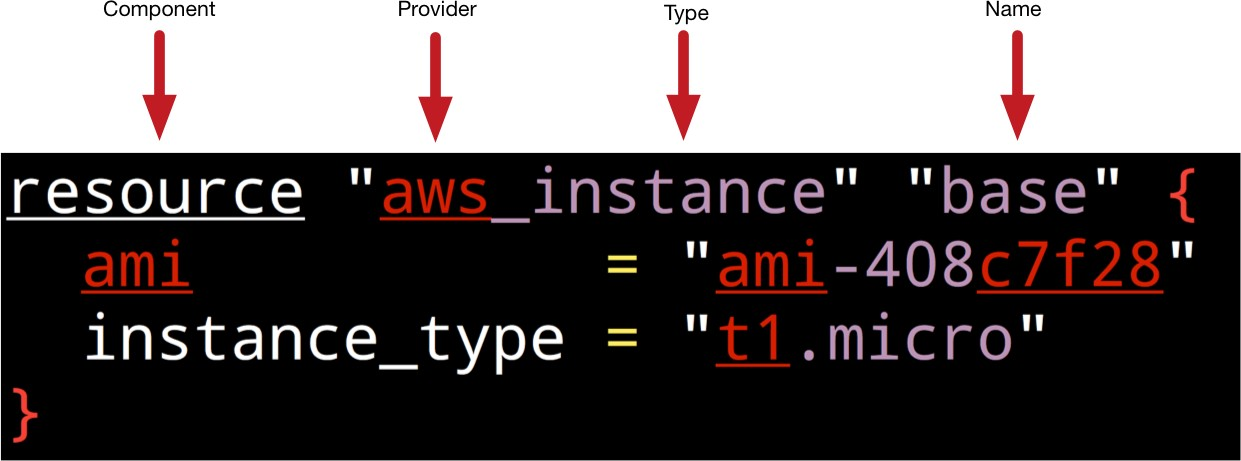 Component Provider Type Name
resource "aws_instance" "base" {
  ami           = "ami-408c7f28"
  instance_type = "t1.micro"
}